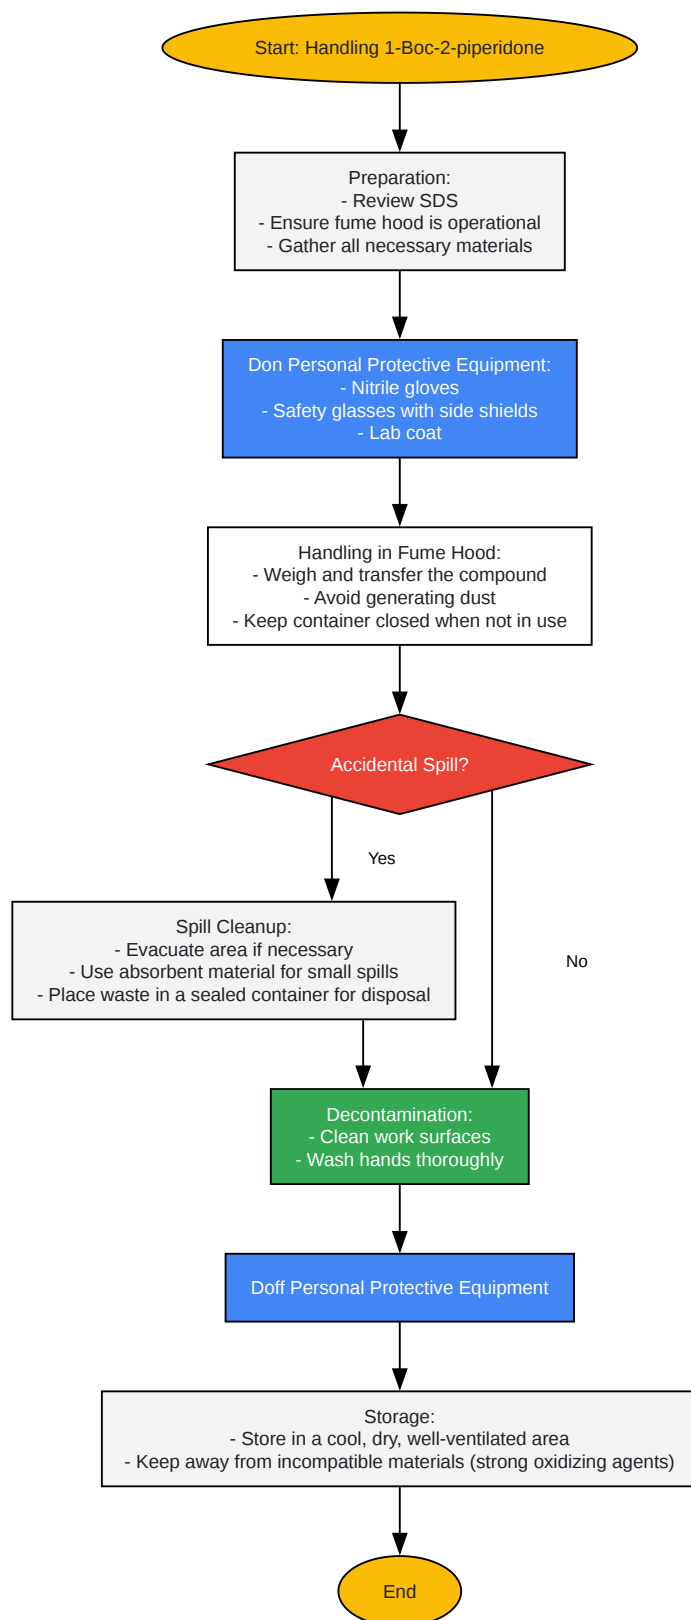 Start: Handling 1-Boc-2-piperidone
Preparation:
- Review SDS
- Ensure fume hood is operational
- Gather all necessary materials
Don Personal Protective Equipment:
- Nitrile gloves
- Safety glasses with side shields
- Lab coat
Handling in Fume Hood:
- Weigh and transfer the compound
- Avoid generating dust
- Keep container closed when not in use
Accidental Spill?
Yes
Spill Cleanup:
- Evacuate area if necessary
- Use absorbent material for small spills
- Place waste in a sealed container for disposal
No
Decontamination:
- Clean work surfaces
- Wash hands thoroughly
Doff Personal Protective Equipment
Storage:
- Store in a cool, dry, well-ventilated area
- Keep away from incompatible materials (strong oxidizing agents)
End